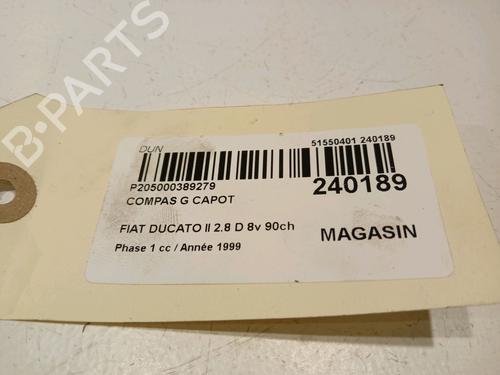 DUN
51550401 240189
P205000389279
240189
COMPAS G CAPOT
FIAT DUCATO II 2.8 D 8v 90ch
MAGASIN
Phase 1 cc / Année 1999
B-PARTS